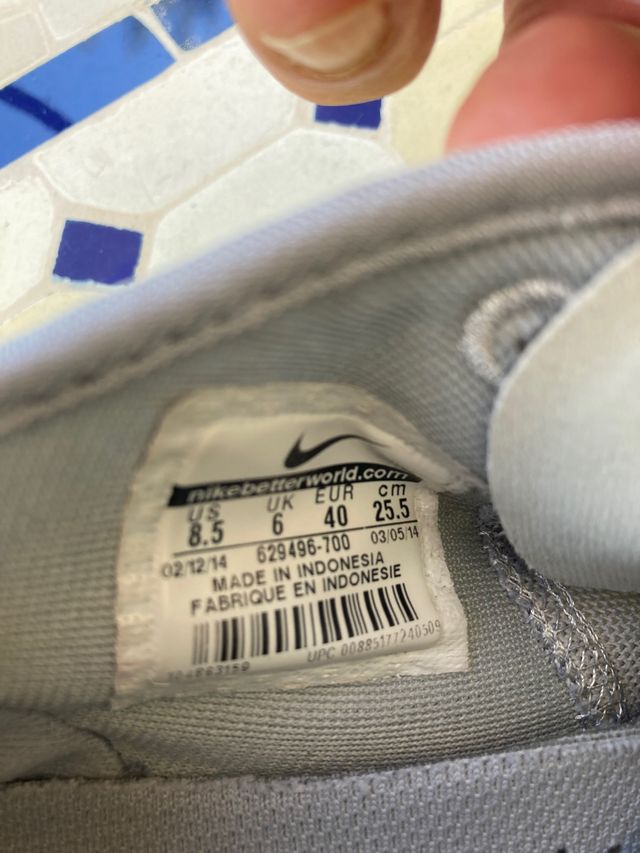 nikebetterworld.com
US UK EUR cm
8.5 6 40 25.5
02/12/14 629496-700 03/05/14
MADE IN INDONESIA
FABRIQUE EN INDONESIE
UPC 00885177240509